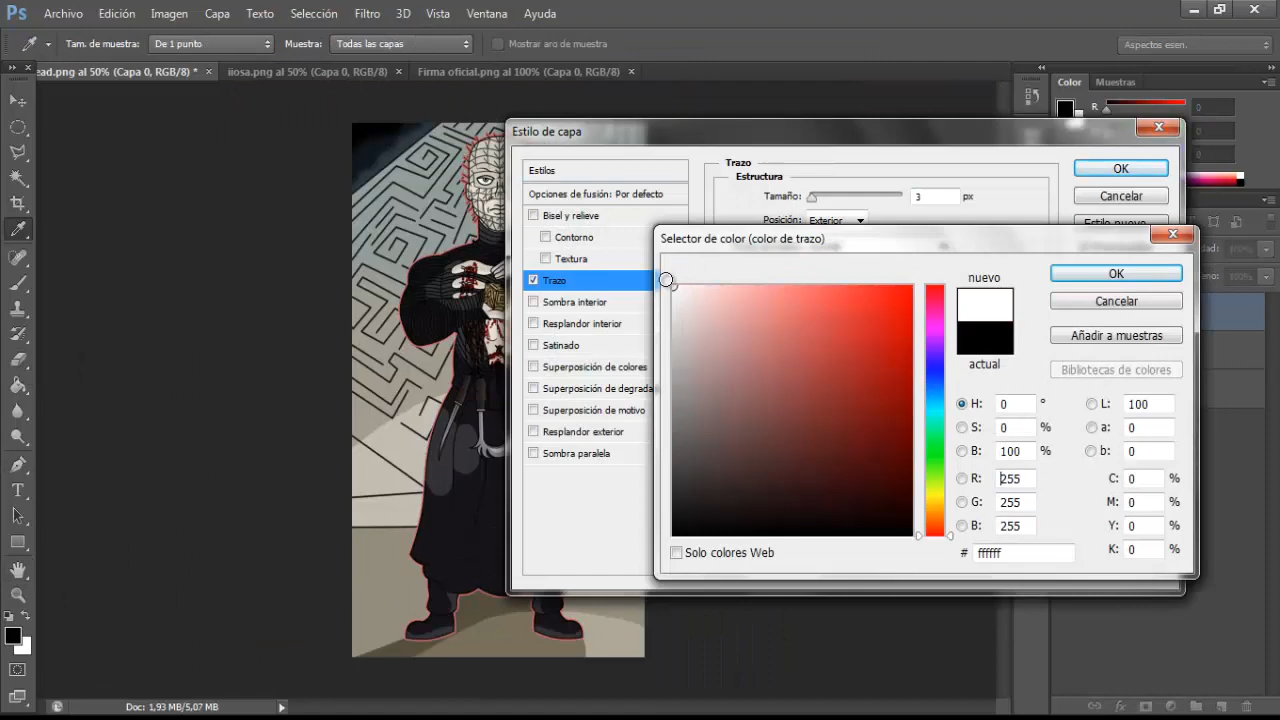 Ps Archivo Edición Imagen Capa Texto Selección Filtro 3D Vista Ventana Ayuda
Tam. de muestra: De 1 punto Muestra: Todas las capas Mostrar aro de muestra Aspectos esen.
ead.png al 50% (Capa 0, RGB/8) * × iiosa.png al 50% (Capa 0, RGB/8) × Firma oficial.png al 100% (Capa 0, RGB/8) ×
Color Muestras
R 0
0
0
Estilo de capa
Estilos
Opciones de fusión: Por defecto
Bisel y relieve
Contorno
Textura
Trazo
Sombra interior
Resplandor interior
Satinado
Superposición de colores
Superposición de degrada
Superposición de motivo
Resplandor exterior
Sombra paralela
Trazo
Estructura
Tamaño: 3 px
Posición: Exterior
OK
Cancelar
Estilo nuevo
Selector de color (color de trazo)
nuevo
actual
OK
Cancelar
Añadir a muestras
Bibliotecas de colores
H: 0 ° L: 100
S: 0 % a: 0
B: 100 % b: 0
R: 255 C: 0 %
G: 255 M: 0 %
B: 255 Y: 0 %
# ffffff K: 0 %
Solo colores Web
T
Doc: 1,93 MB/5,07 MB
fx